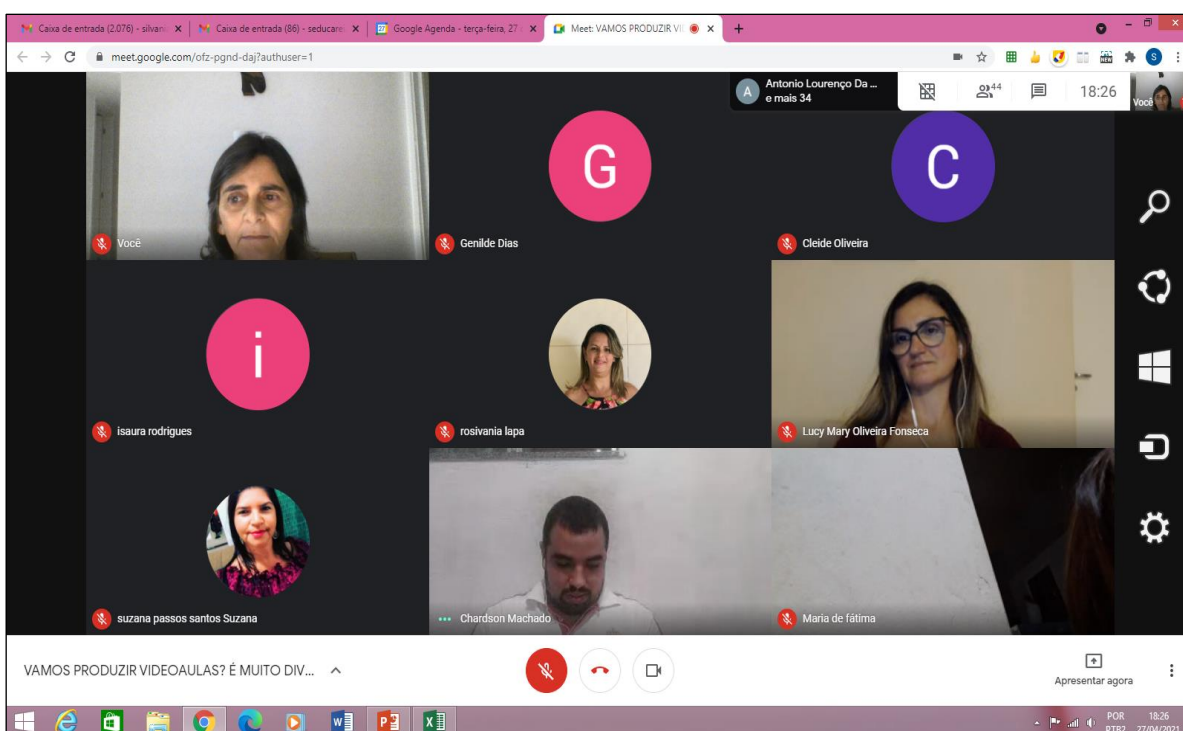 Caixa de entrada (2.076) - silvani
Caixa de entrada (86) - seducare
Google Agenda - terça-feira, 27
Meet: VAMOS PRODUZIR VI
meet.google.com/ofz-pgnd-daj?authuser=1
NEW
S
A
Antonio Lourenço Da ...
e mais 34
44
18:26
Você
Você
G
Genilde Dias
C
Cleide Oliveira
i
isaura rodrigues
rosivania lapa
Lucy Mary Oliveira Fonseca
suzana passos santos Suzana
Chardson Machado
Maria de fátima
VAMOS PRODUZIR VIDEOAULAS? É MUITO DIV...
Apresentar agora
POR
PTB2
18:26
27/04/2021